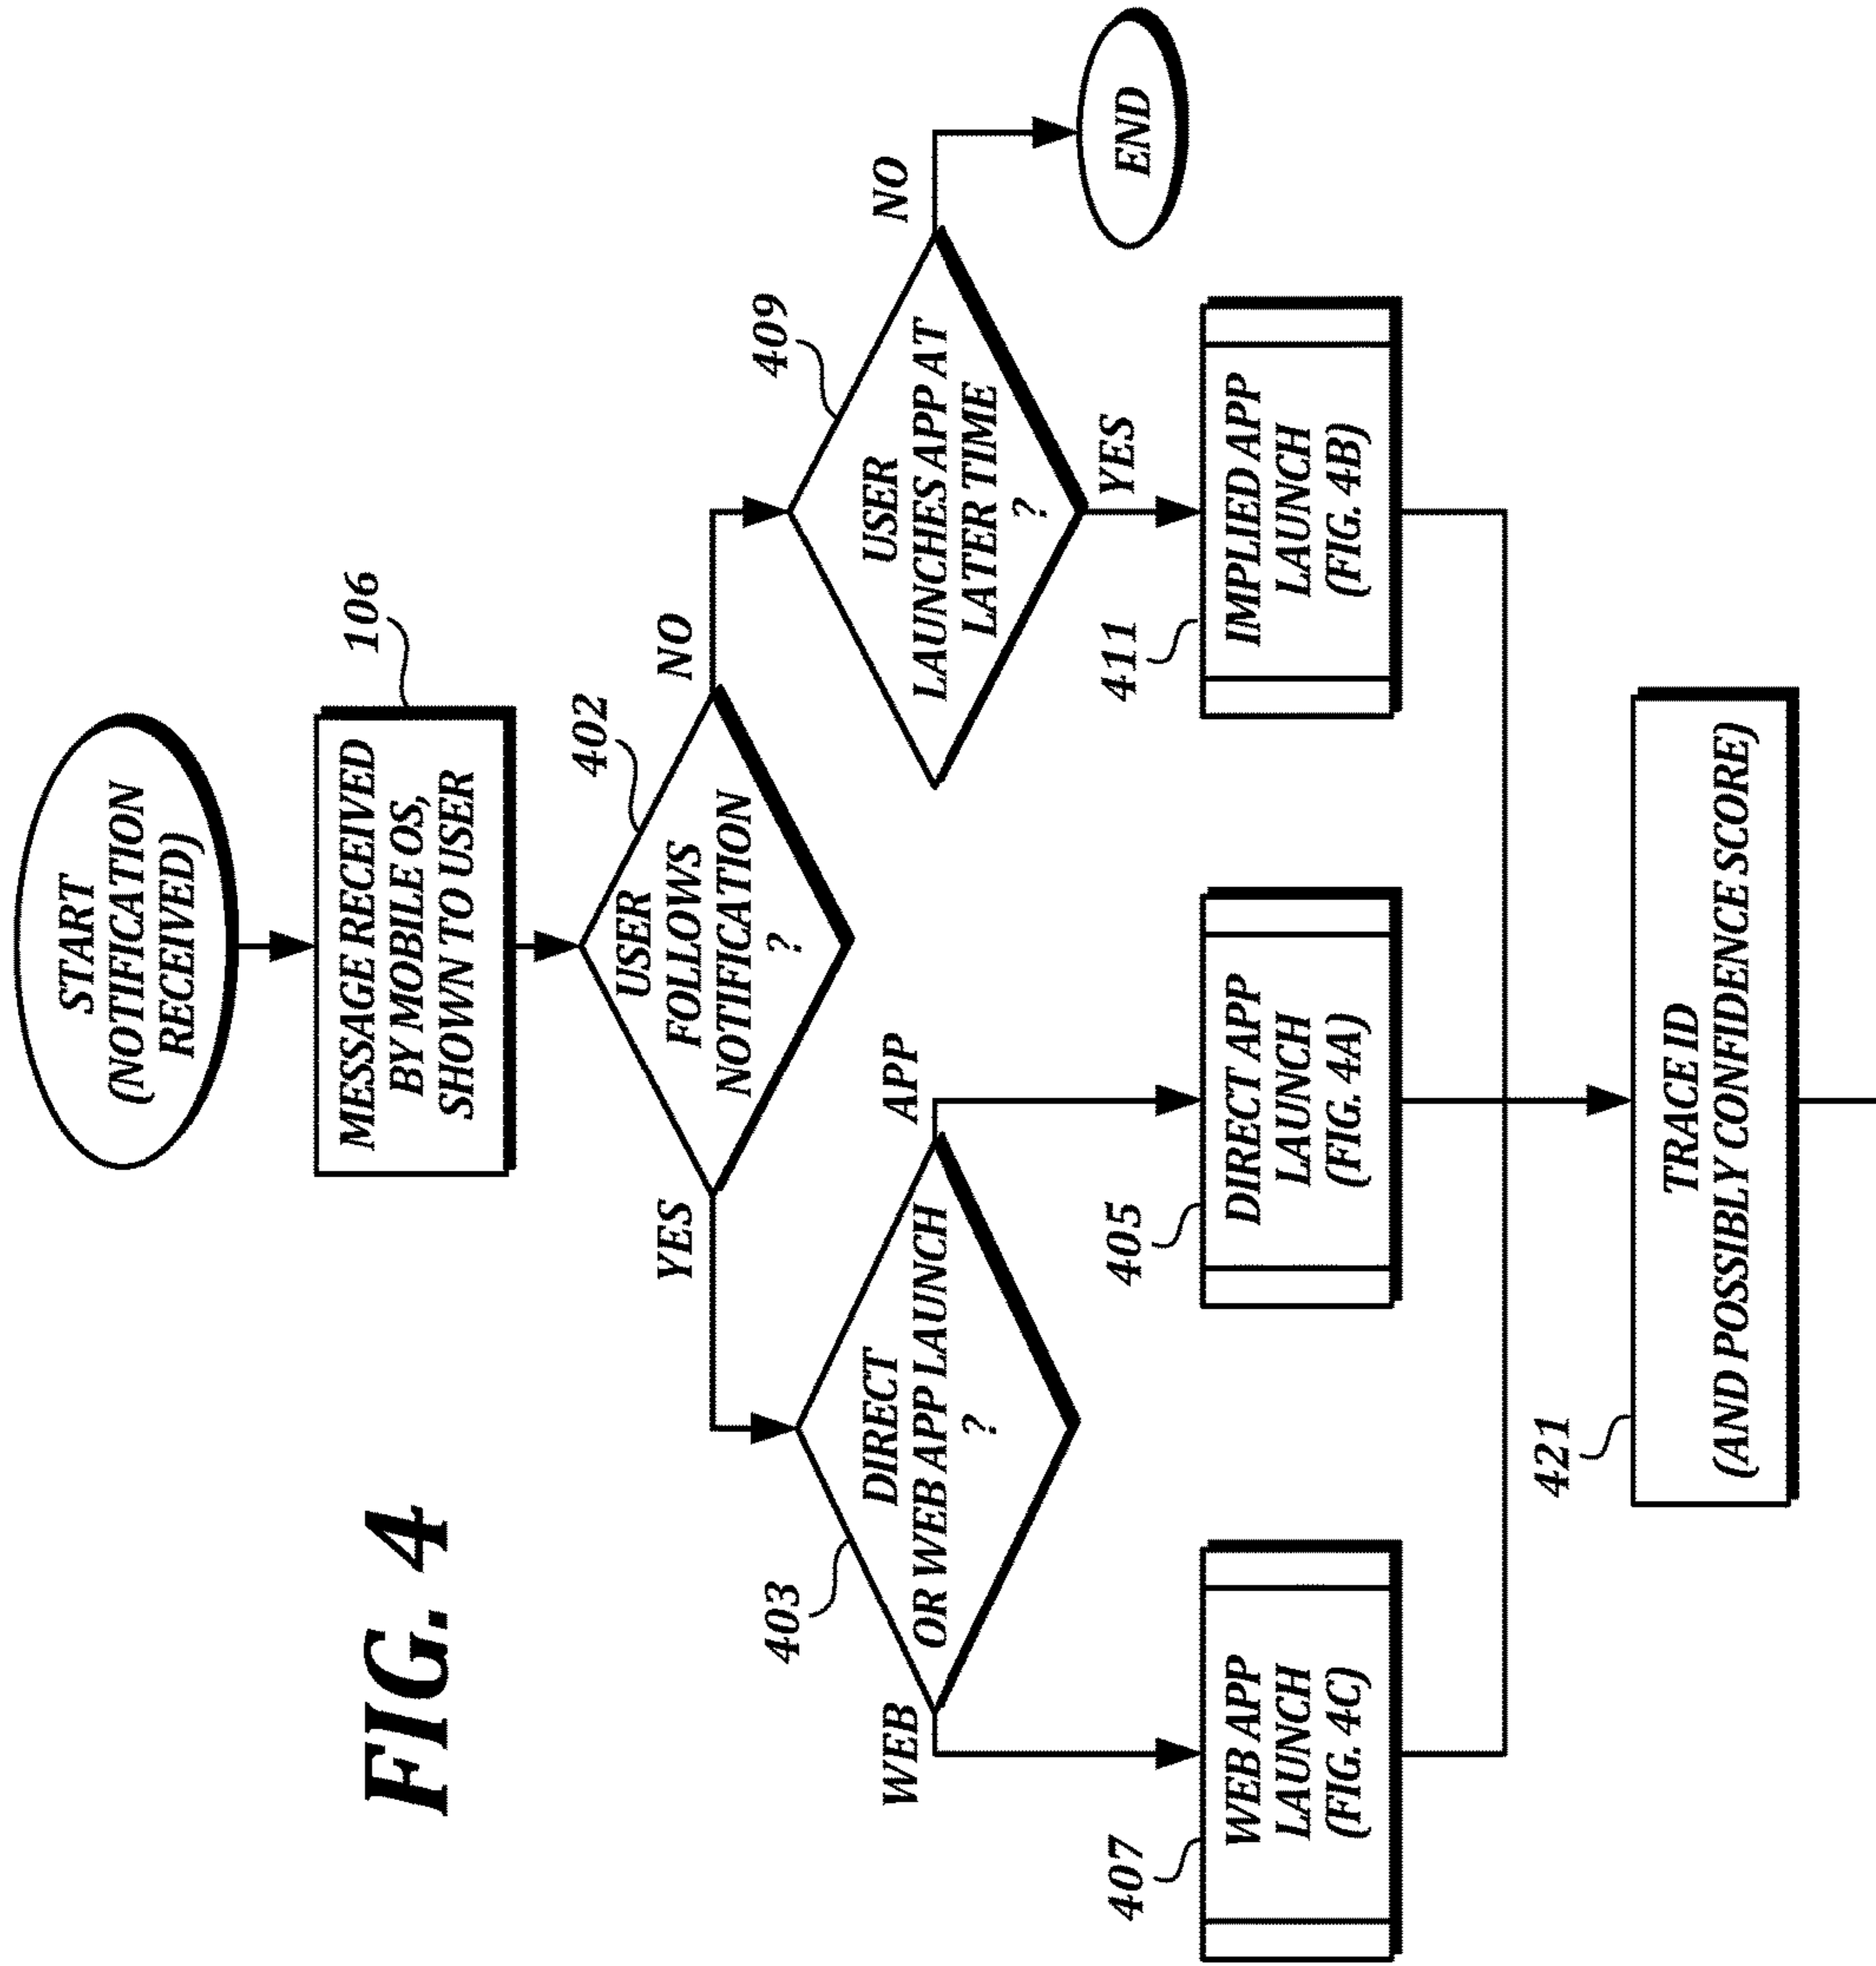 FIG. 4
START
(NOTIFICATION
RECEIVED)
106
MESSAGE RECEIVED
BY MOBILE OS,
SHOWN TO USER
402
USER
FOLLOWS
NOTIFICATION
?
YES
NO
403
DIRECT
OR WEB APP LAUNCH
?
WEB
APP
409
USER
LAUNCHES APP AT
LATER TIME
?
NO
YES
END
407
WEB APP
LAUNCH
(FIG. 4C)
405
DIRECT APP
LAUNCH
(FIG. 4A)
411
IMPLIED APP
LAUNCH
(FIG. 4B)
421
TRACE ID
(AND POSSIBLY CONFIDENCE SCORE)